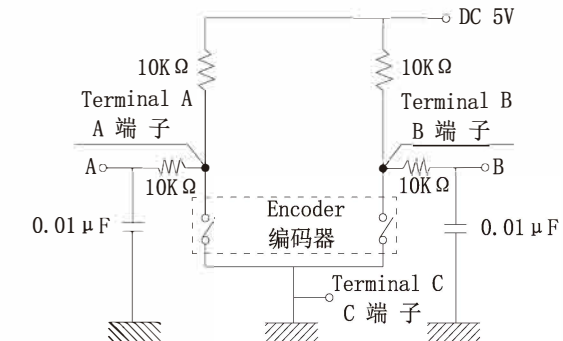 DC 5V
10KΩ
10KΩ
Terminal A
A 端 子
Terminal B
B 端 子
A
10KΩ
10KΩ
B
Encoder
编码器
0.01μF
0.01μF
Terminal C
C 端 子